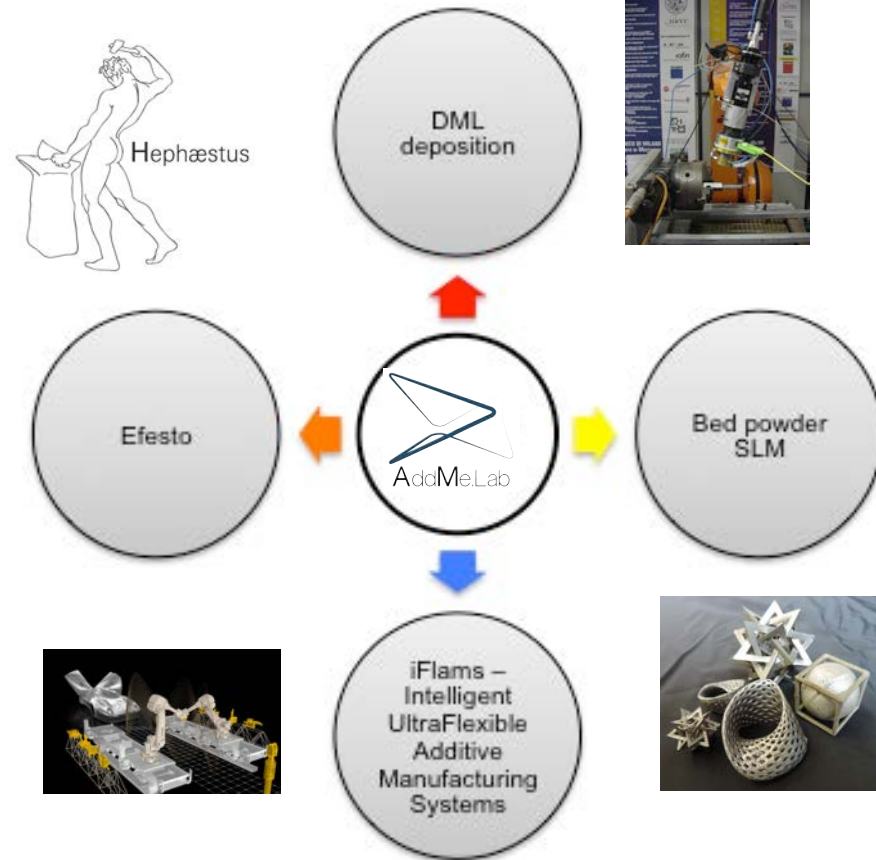 DML
deposition
Hephæstus
Efesto
AddMe.Lab
Bed powder
SLM
iFlams –
Intelligent
UltraFlexible
Additive
Manufacturing
Systems